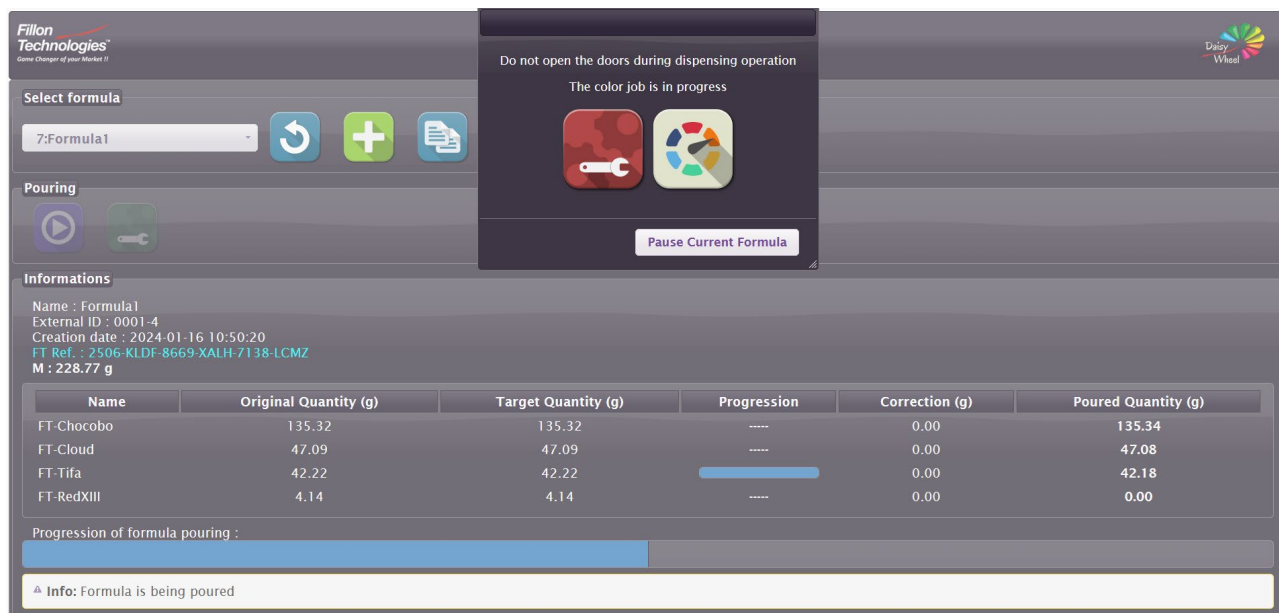 Fillon
Technologies™
Game Changer of your Market !!
Do not open the doors during dispensing operation
The color job is in progress
Pause Current Formula
Daisy
Wheel
Select formula
7:Formula1
Pouring
Informations
Name : Formula1
External ID : 0001-4
Creation date : 2024-01-16 10:50:20
FT Ref. : 2506-KLDF-8669-XALH-7138-LCMZ
M : 228.77 g
Name Original Quantity (g) Target Quantity (g) Progression Correction (g) Poured Quantity (g)
FT-Chocobo 135.32 135.32 ----- 0.00 135.34
FT-Cloud 47.09 47.09 ----- 0.00 47.08
FT-Tifa 42.22 42.22 0.00 42.18
FT-RedXIII 4.14 4.14 ----- 0.00 0.00
Progression of formula pouring :
Info: Formula is being poured